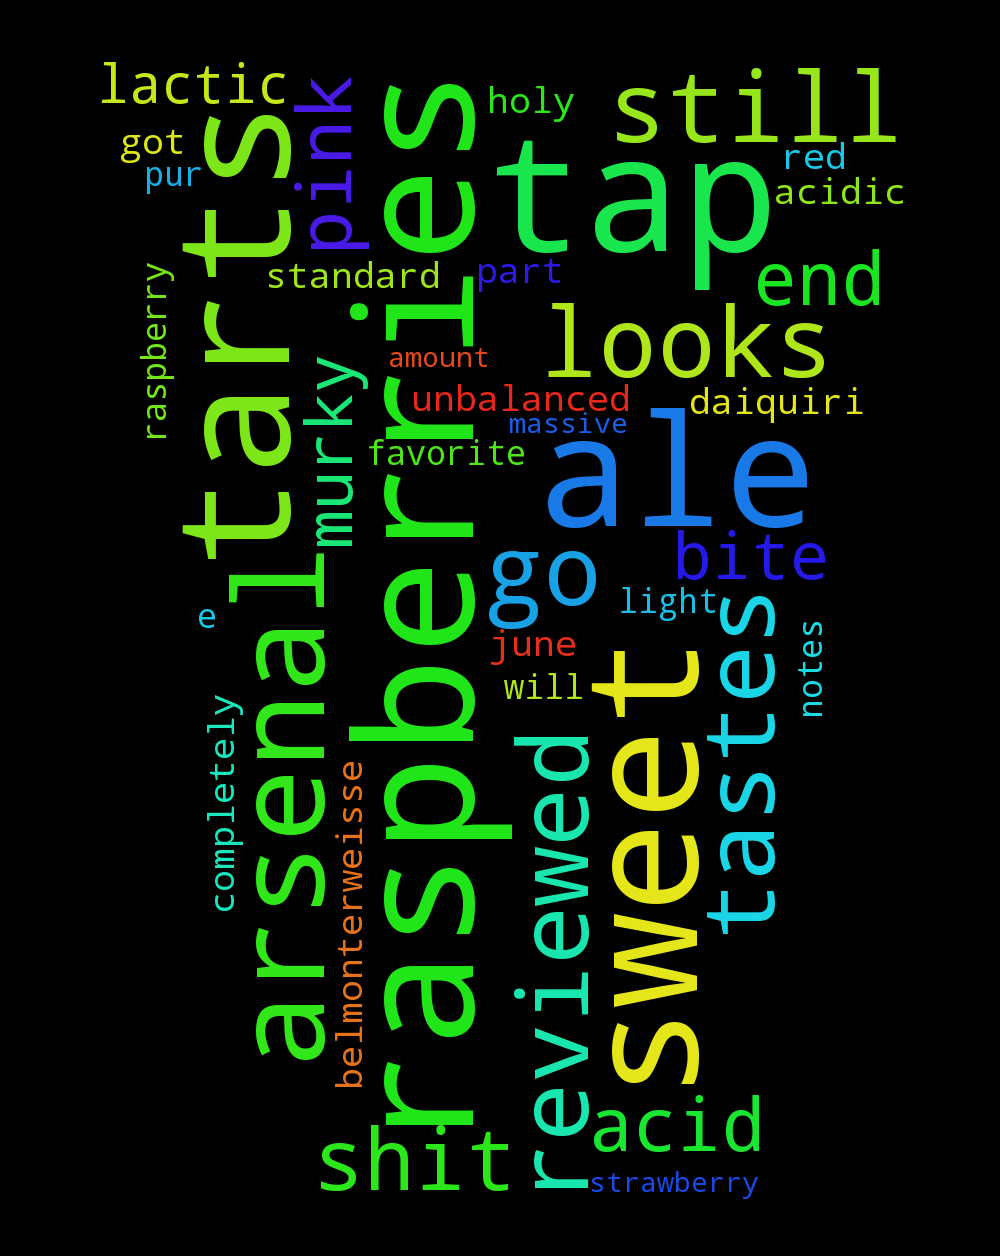 lactic
still
holy
got
pink
tarts
raspberries
tap
red
pur
acidic
standard
part
end
raspberry
looks
amount
murky
unbalanced
daiquiri
massive
favorite
ale
go
bite
arsenal
e
light
tastes
june
notes
will
sweet
completely
reviewed
belmonterweisse
acid
shit
strawberry